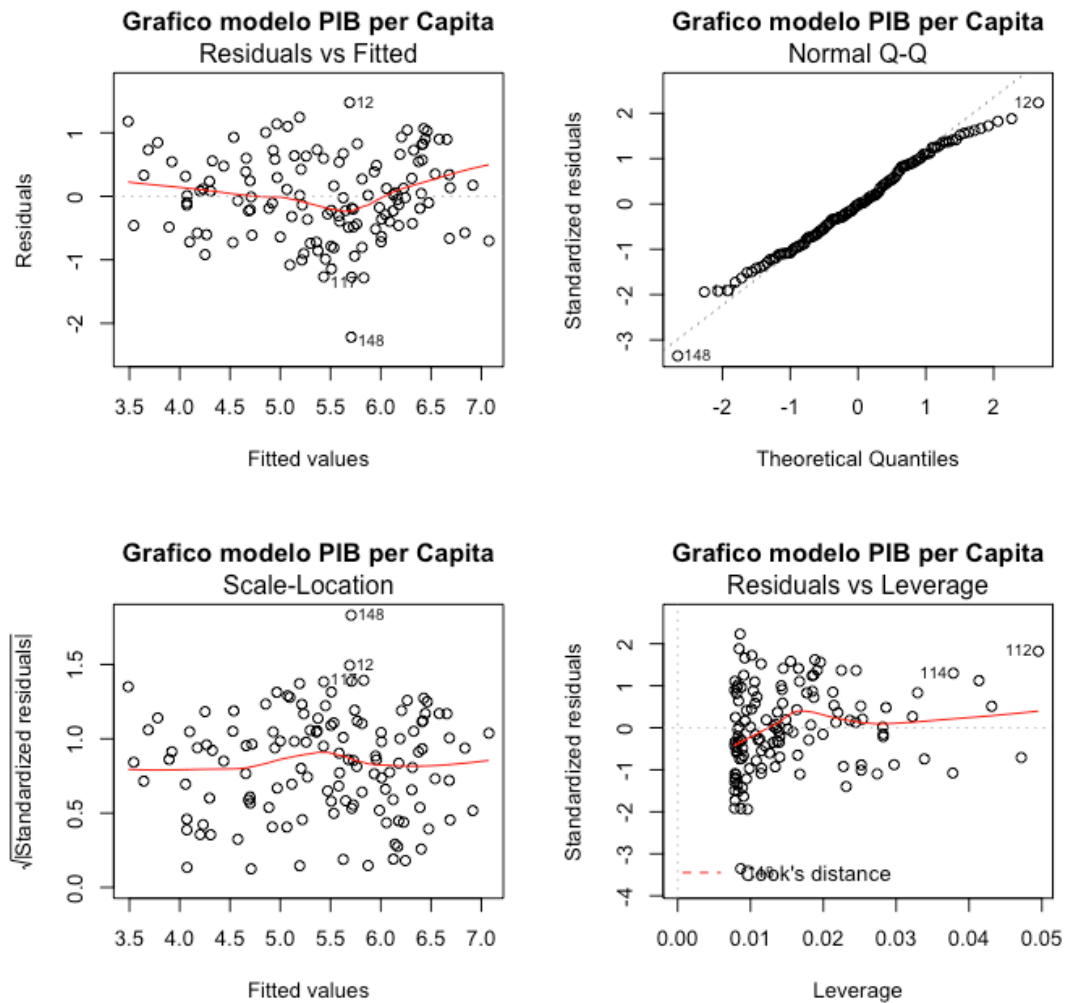 Grafico modelo PIB per Capita
Residuals vs Fitted
12
117
148
Residuals
1
0
-1
-2
3.5 4.0 4.5 5.0 5.5 6.0 6.5 7.0
Fitted values
Grafico modelo PIB per Capita
Normal Q-Q
12
148
Standardized residuals
2
1
0
-1
-2
-3
-2 -1 0 1 2
Theoretical Quantiles
Grafico modelo PIB per Capita
Scale-Location
148
12
117
√|Standardized residuals|
1.5
1.0
0.5
0.0
3.5 4.0 4.5 5.0 5.5 6.0 6.5 7.0
Fitted values
Grafico modelo PIB per Capita
Residuals vs Leverage
112
114
Cook's distance
Standardized residuals
2
1
0
-1
-2
-3
-4
0.00 0.01 0.02 0.03 0.04 0.05
Leverage